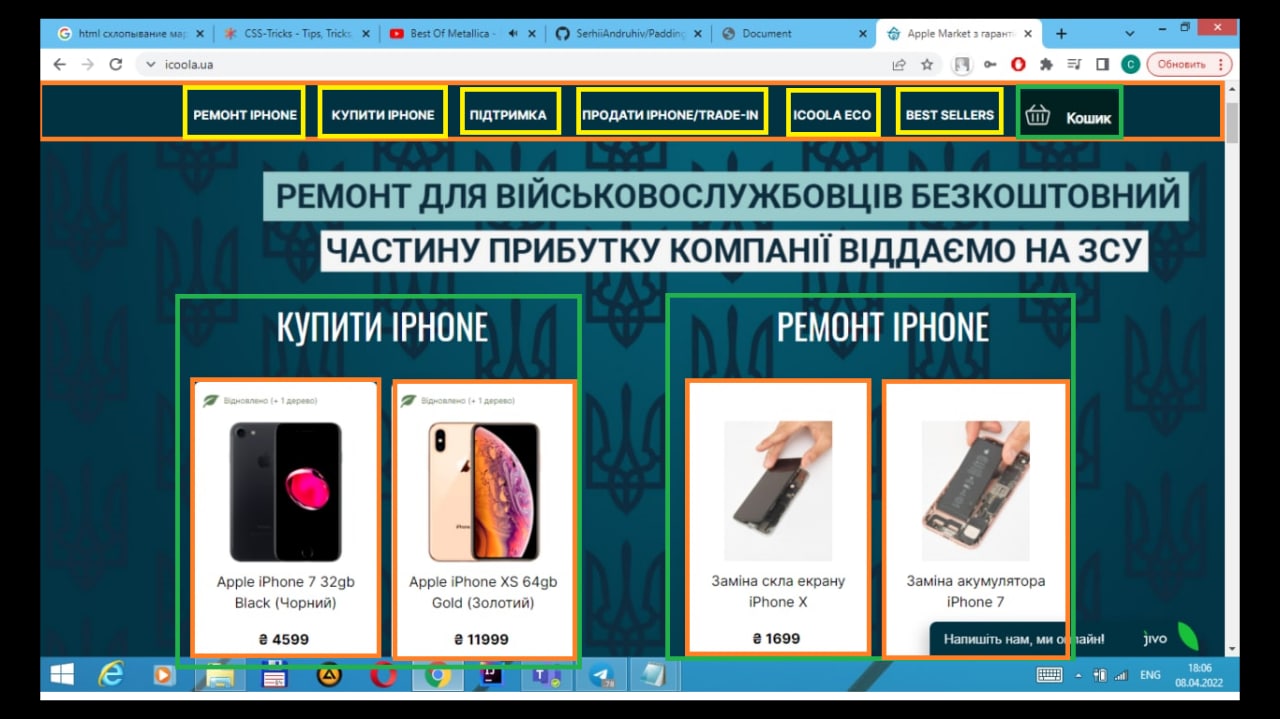 html схлопывание мар
CSS-Tricks - Tips, Tricks,
Best Of Metallica -
SerhiiAndruhiv/Padding
Document
Apple Market з гаранті
icoola.ua
Обновить
РЕМОНТ IPHONE
КУПИТИ IPHONE
ПІДТРИМКА
ПРОДАТИ IPHONE/TRADE-IN
ICOOLA ECO
BEST SELLERS
Кошик
РЕМОНТ ДЛЯ ВІЙСЬКОВОСЛУЖБОВЦІВ БЕЗКОШТОВНИЙ
ЧАСТИНУ ПРИБУТКУ КОМПАНІЇ ВІДДАЄМО НА ЗСУ
КУПИТИ IPHONE
Відновлено (+ 1 дерево)
Apple iPhone 7 32gb
Black (Чорний)
₴ 4599
Відновлено (+ 1 дерево)
Apple iPhone XS 64gb
Gold (Золотий)
₴ 11999
РЕМОНТ IPHONE
Заміна скла екрану
iPhone X
₴ 1699
Заміна акумулятора
iPhone 7
Напишіть нам, ми онлайн!
jivo
ENG
18:06
08.04.2022